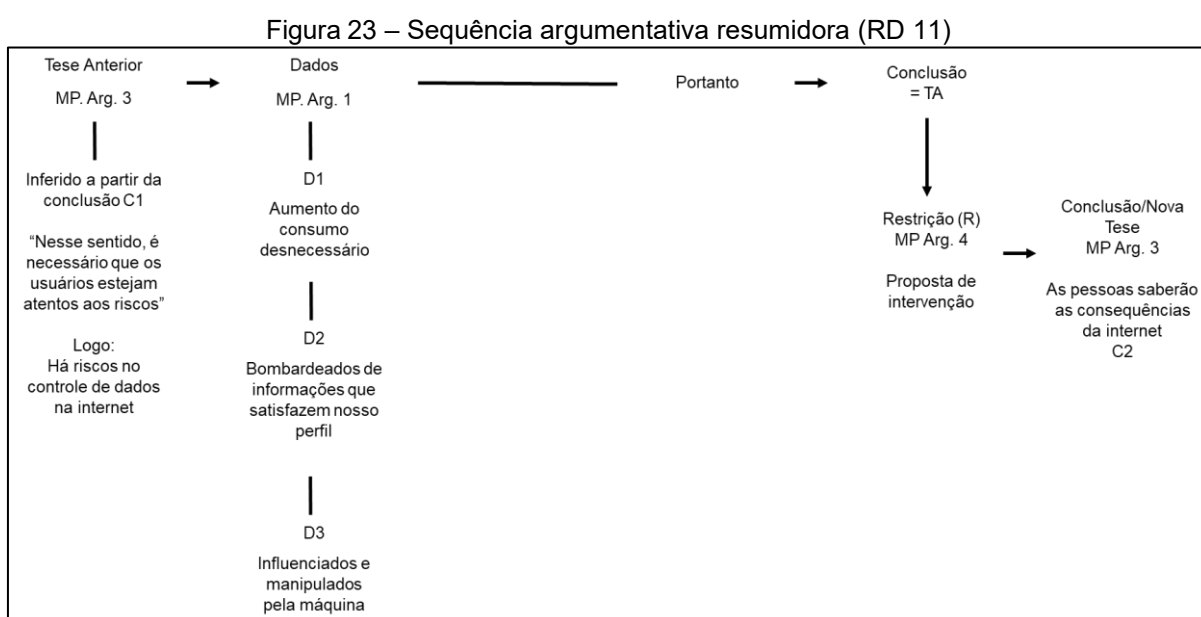 Figura 23 – Sequência argumentativa resumidora (RD 11)
Tese Anterior
MP. Arg. 3
Inferido a partir da
conclusão C1
“Nesse sentido, é
necessário que os
usuários estejam
atentos aos riscos”
Logo:
Há riscos no
controle de dados
na internet
Dados
MP. Arg. 1
D1
Aumento do
consumo
desnecessário
D2
Bombardeados de
informações que
satisfazem nosso
perfil
D3
Influenciados e
manipulados
pela máquina
Portanto
Conclusão
= TA
Restrição (R)
MP Arg. 4
Proposta de
intervenção
Conclusão/Nova
Tese
MP Arg. 3
As pessoas saberão
as consequências
da internet
C2